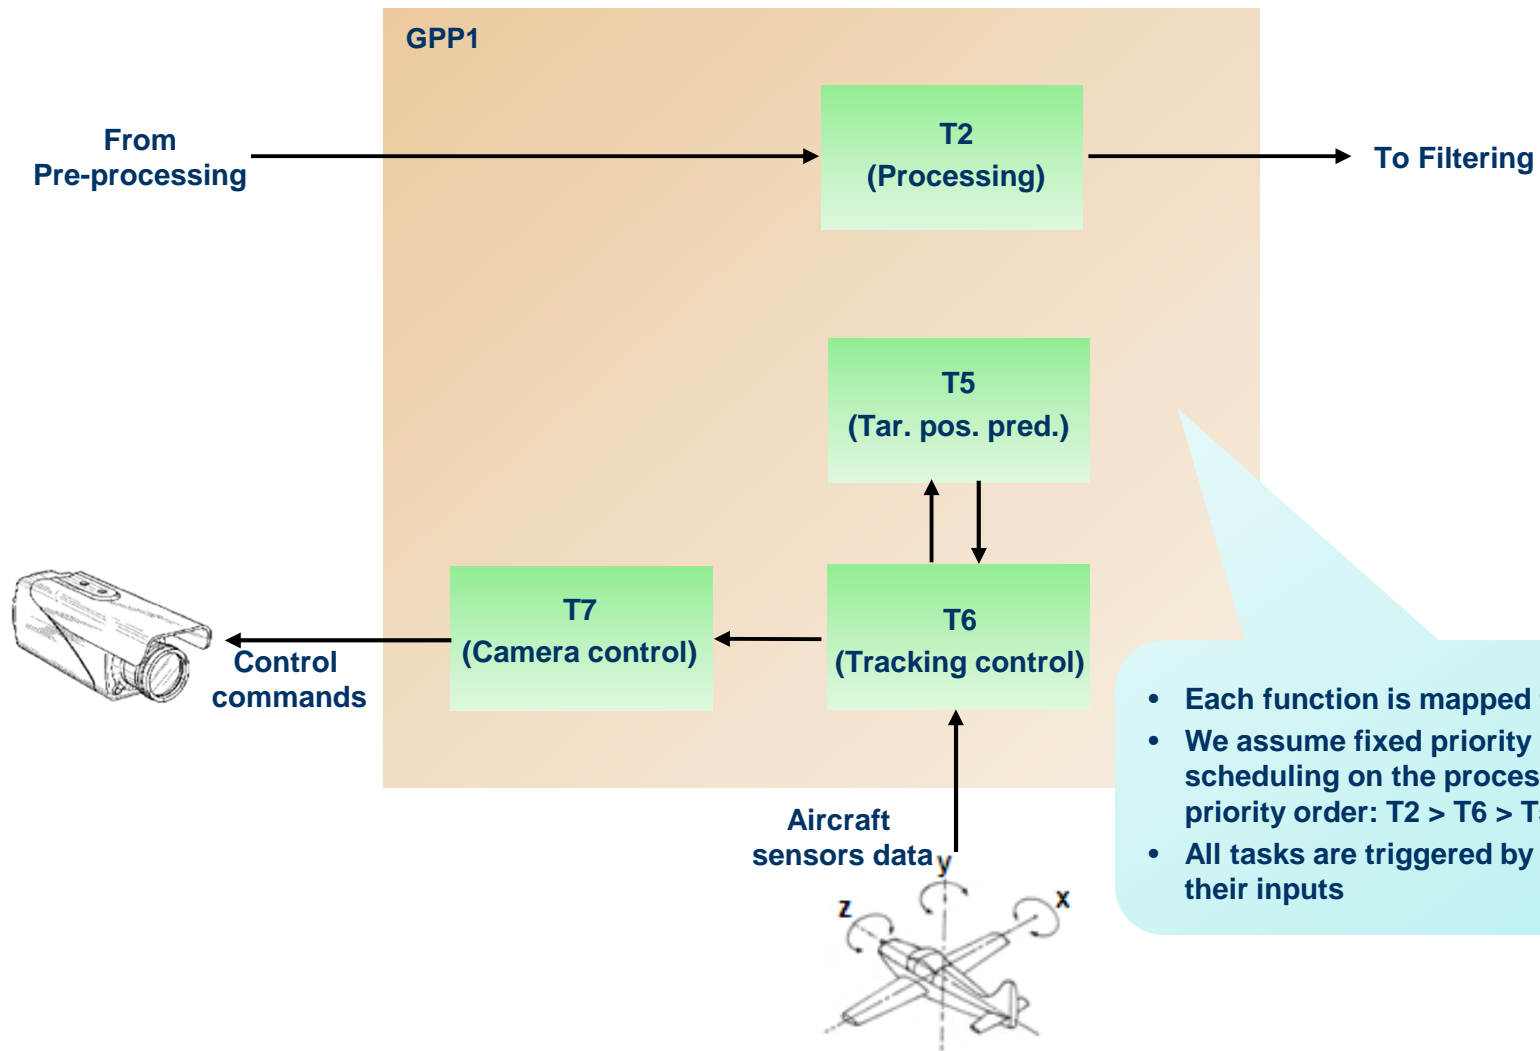 GPP1
From
Pre-processing
T2
(Processing)
To Filtering
T5
(Tar. pos. pred.)
T7
(Camera control)
T6
(Tracking control)
Control
commands
Aircraft
sensors data
y
z
x
• Each function is mapped
• We assume fixed priority
scheduling on the proces
priority order: T2 > T6 >
• All tasks are triggered by
their inputs